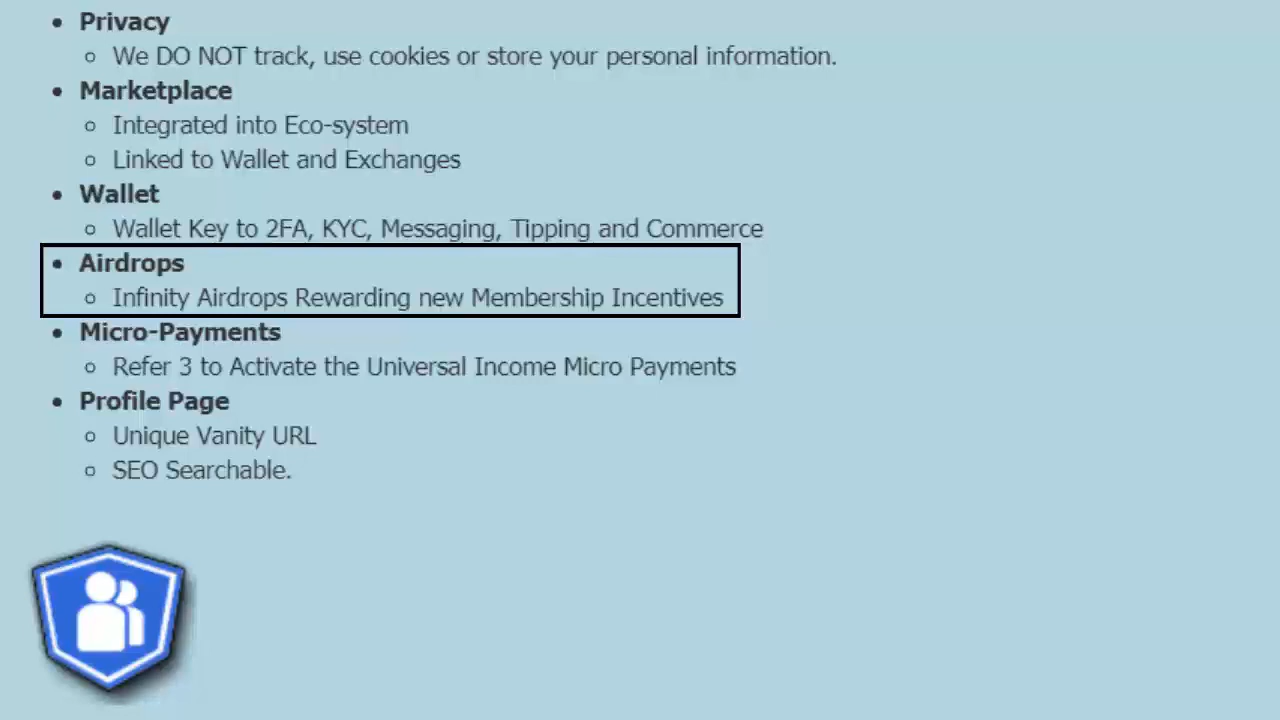 Privacy
We DO NOT track, use cookies or store your personal information.
Marketplace
Integrated into Eco-system
Linked to Wallet and Exchanges
Wallet
Wallet Key to 2FA, KYC, Messaging, Tipping and Commerce
Airdrops
Infinity Airdrops Rewarding new Membership Incentives
Micro-Payments
Refer 3 to Activate the Universal Income Micro Payments
Profile Page
Unique Vanity URL
SEO Searchable.